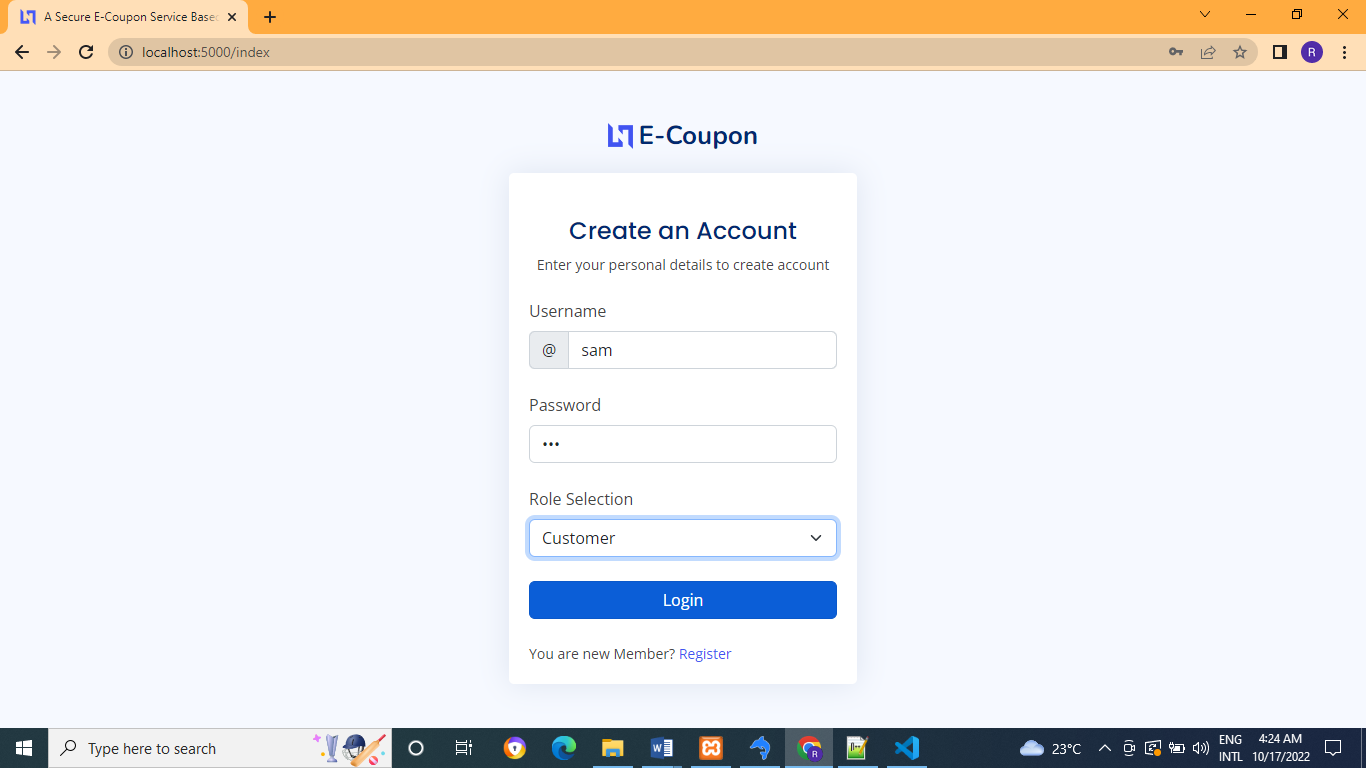 A Secure E-Coupon Service Base
localhost:5000/index
R
E-Coupon
Create an Account
Enter your personal details to create account
Username
@ sam
Password
•••
Role Selection
Customer
Login
You are new Member? Register
Type here to search
R
23°C
ENG
INTL
4:24 AM
10/17/2022